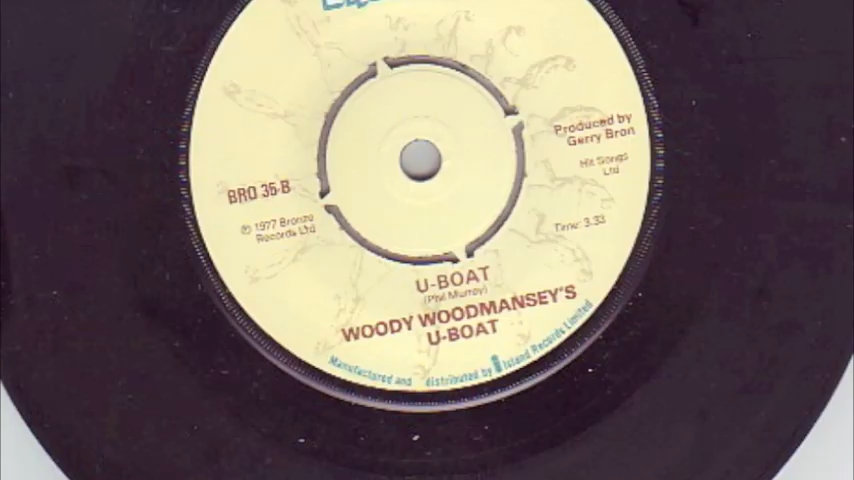 Produced by
Gerry Bron
Hit Songs
Ltd
BRO 35-B
℗ 1977 Bronze
Records Ltd
Time: 3.33
U-BOAT
(Phil Murray)
WOODY WOODMANSEY'S
U-BOAT
Manufactured and distributed by Island Records Limited